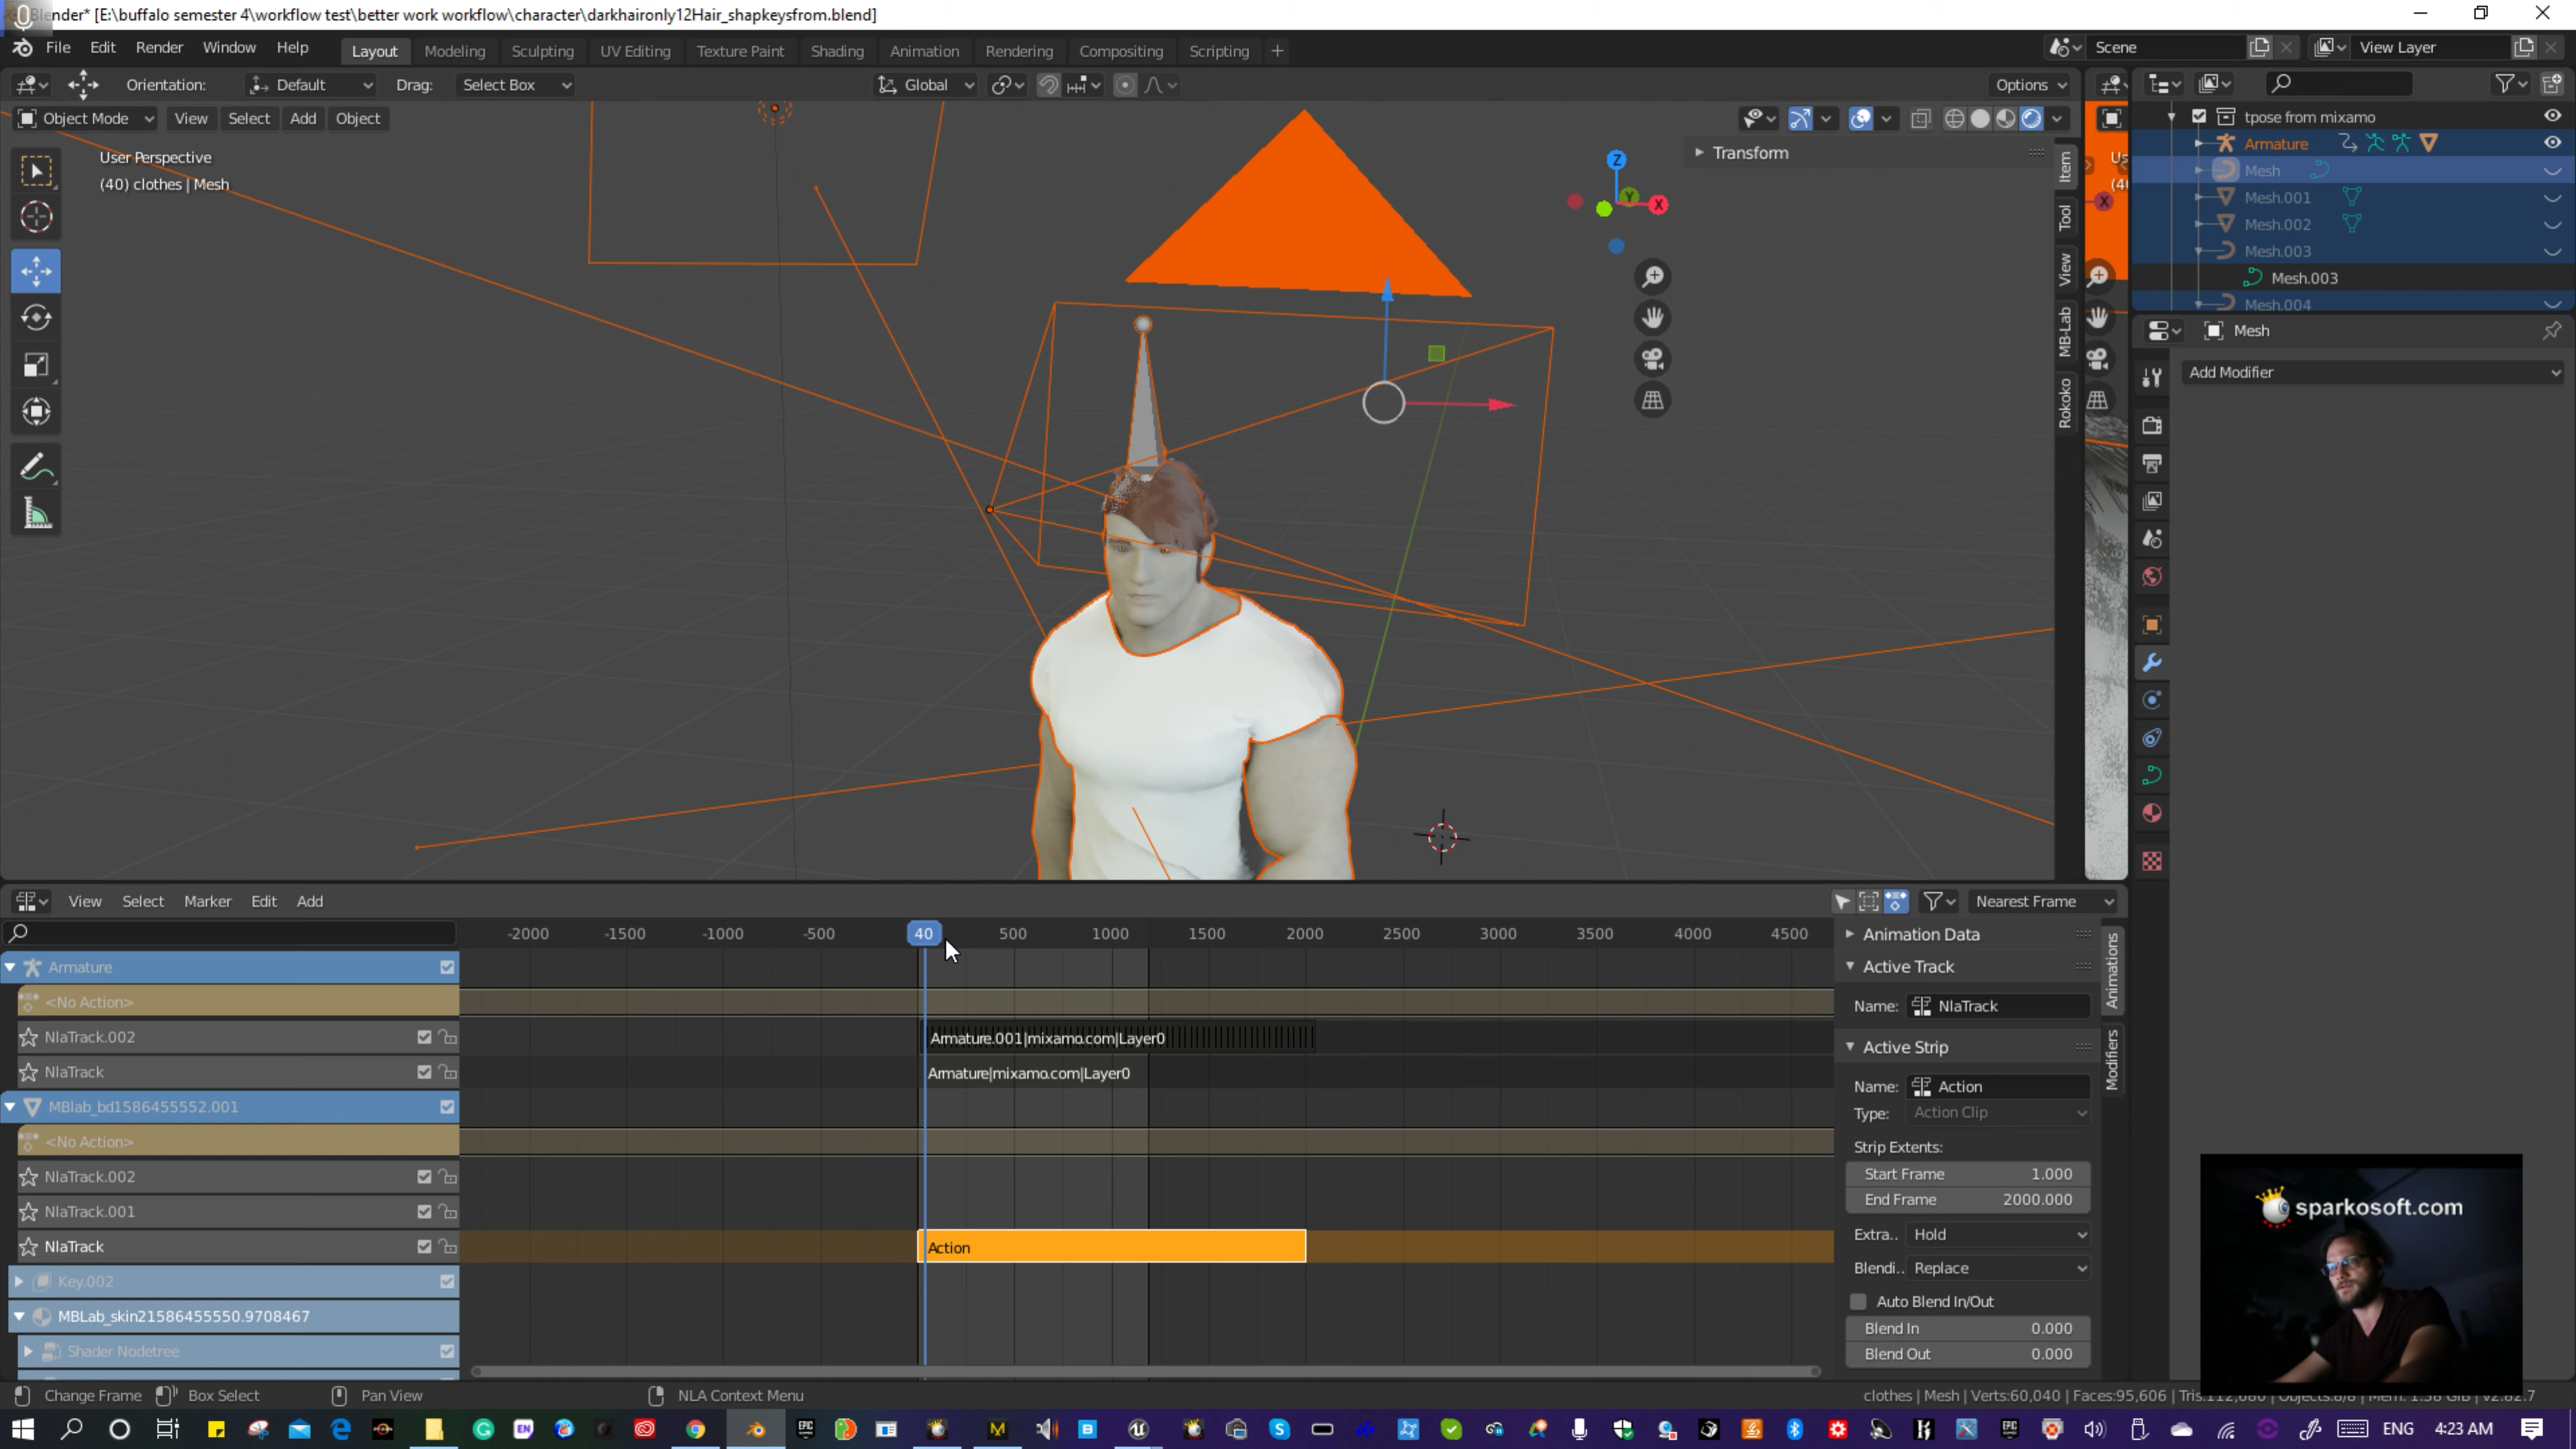 Blender* [E:\buffalo semester 4\workflow test\better work workflow\character\darkhaironly12Hair_shapkeysfrom.blend]
File Edit Render Window Help Layout Modeling Sculpting UV Editing Texture Paint Shading Animation Rendering Compositing Scripting + Scene View Layer
Orientation: Default Drag: Select Box Global Options
Object Mode View Select Add Object
User Perspective
(40) clothes | Mesh
Transform
Z
Y
X
Item
Tool
View
MB-Lab
Rokoko
X
tpose from mixamo
Armature
Mesh
Mesh.001
Mesh.002
Mesh.003
Mesh.003
Mesh.004
Mesh
Add Modifier
View Select Marker Edit Add Nearest Frame
-2000 -1500 -1000 -500 40 500 1000 1500 2000 2500 3000 3500 4000 4500
Armature
<No Action>
NlaTrack.002
Armature.001|mixamo.com|Layer0
NlaTrack
Armature|mixamo.com|Layer0
MBlab_bd1586455552.001
<No Action>
NlaTrack.002
NlaTrack.001
NlaTrack
Action
Key.002
MBLab_skin21586455550.9708467
Shader Nodetree
Animation Data
Active Track
Name: NlaTrack
Active Strip
Name: Action
Type: Action Clip
Strip Extents:
Start Frame 1.000
End Frame 2000.000
Extra.. Hold
Blendi.. Replace
Auto Blend In/Out
Blend In 0.000
Blend Out 0.000
Animations
Modifiers
sparkosoft.com
Change Frame Box Select Pan View NLA Context Menu
clothes | Mesh | Verts:60,040 | Faces:95,606 |
ENG 4:23 AM